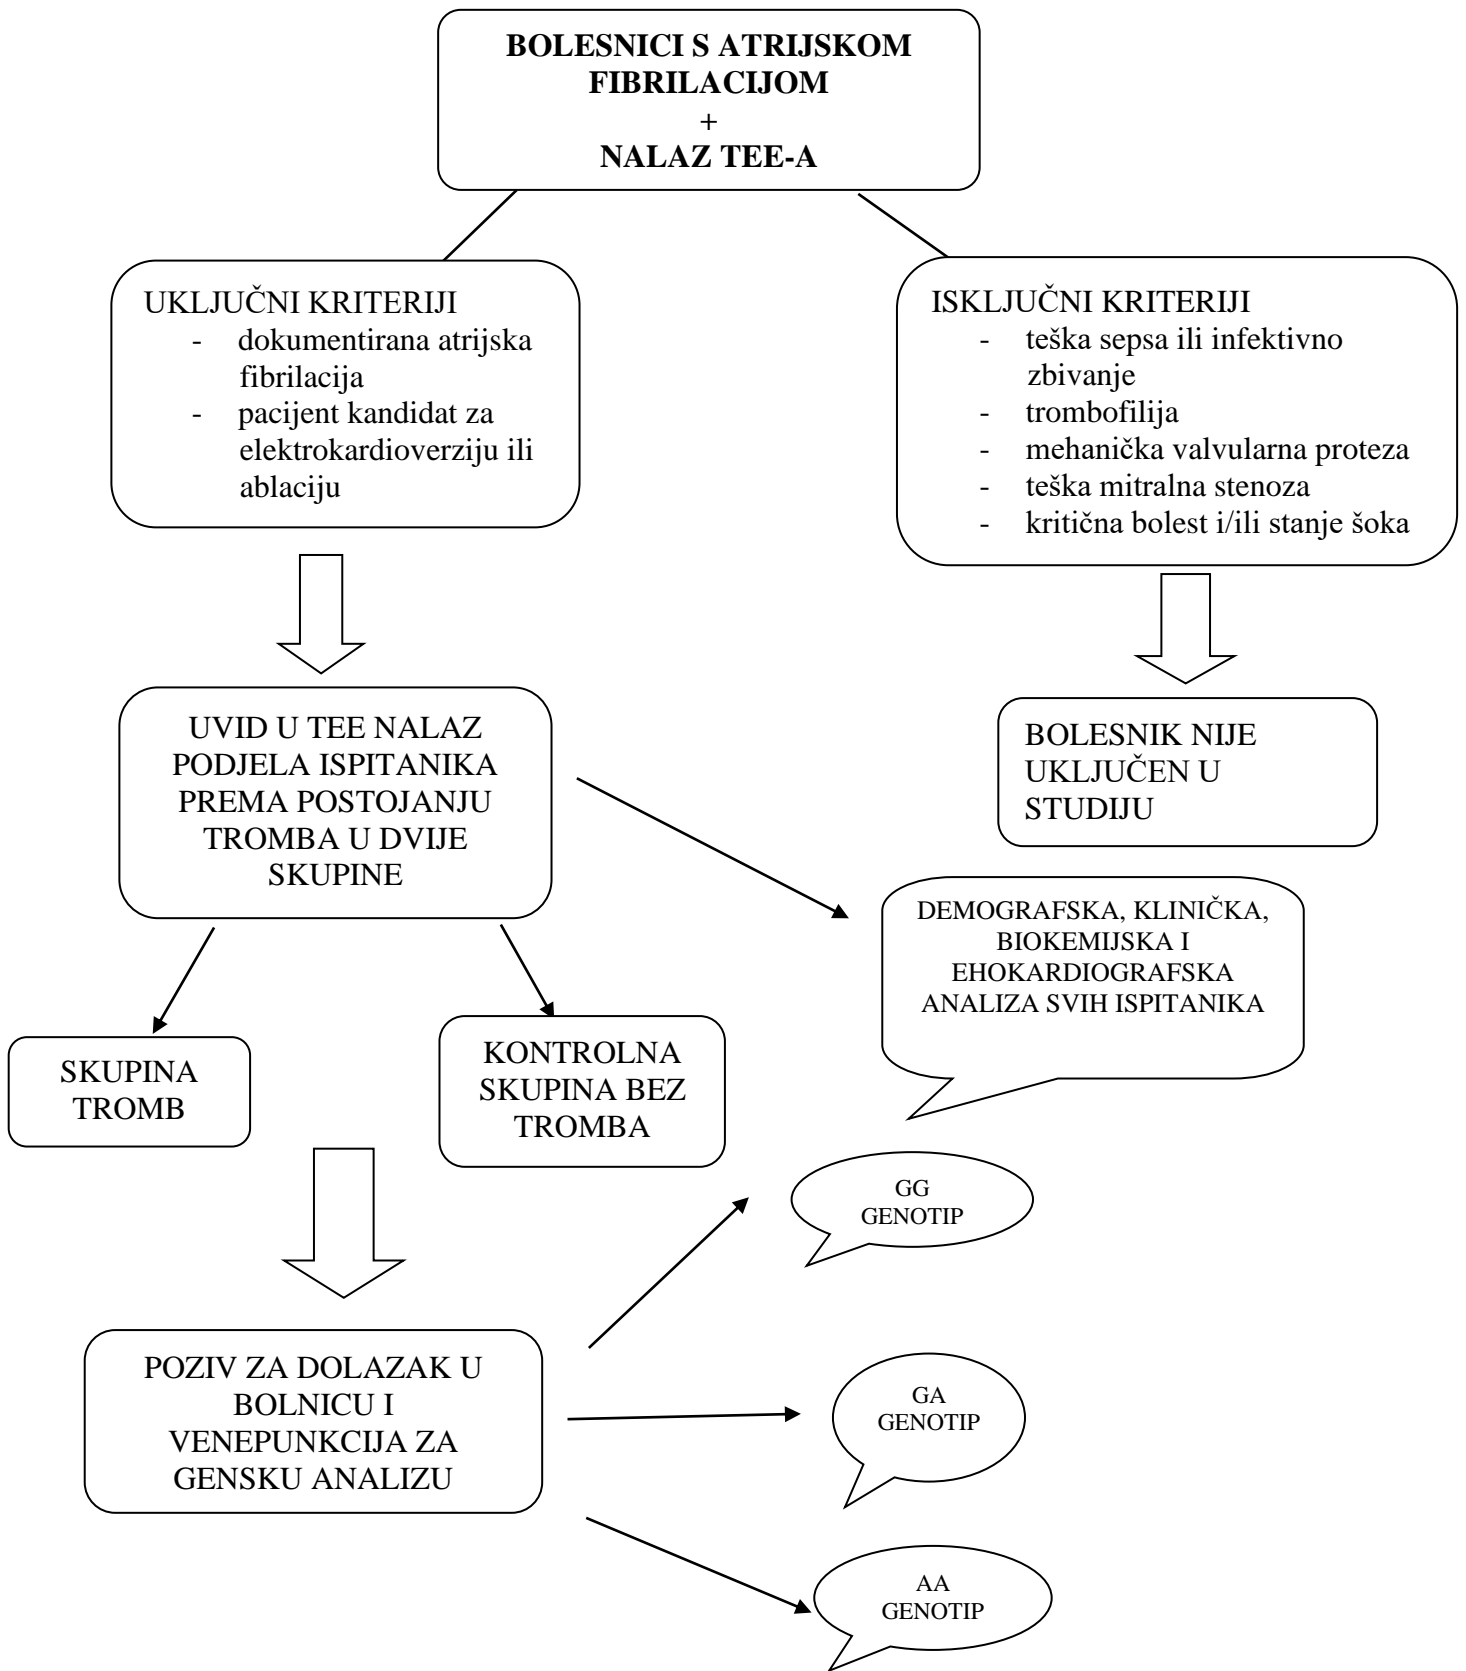 BOLESNICI S ATRIJSKOM
FIBRILACIJOM
+
NALAZ TEE-A
UKLJUČNI KRITERIJI
- dokumentirana atrijska
fibrilacija
- pacijent kandidat za
elektrokardioverziju ili
ablaciju
ISKLJUČNI KRITERIJI
- teška sepsa ili infektivno
zbivanje
- trombofilija
- mehanička valvularna proteza
- teška mitralna stenoza
- kritična bolest i/ili stanje šoka
UVID U TEE NALAZ
PODJELA ISPITANIKA
PREMA POSTOJANJU
TROMBA U DVIJE
SKUPINE
BOLESNIK NIJE
UKLJUČEN U
STUDIJU
DEMOGRAFSKA, KLINIČKA,
BIOKEMIJSKA I
EHOKARDIOGRAFSKA
ANALIZA SVIH ISPITANIKA
SKUPINA
TROMB
KONTROLNA
SKUPINA BEZ
TROMBA
GG
GENOTIP
POZIV ZA DOLAZAK U
BOLNICU I
VENEPUNKCIJA ZA
GENSKU ANALIZU
GA
GENOTIP
AA
GENOTIP